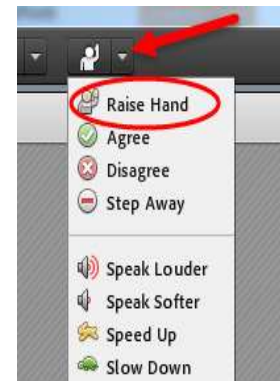 Raise Hand
Agree
Disagree
Step Away
Speak Louder
Speak Softer
Speed Up
Slow Down